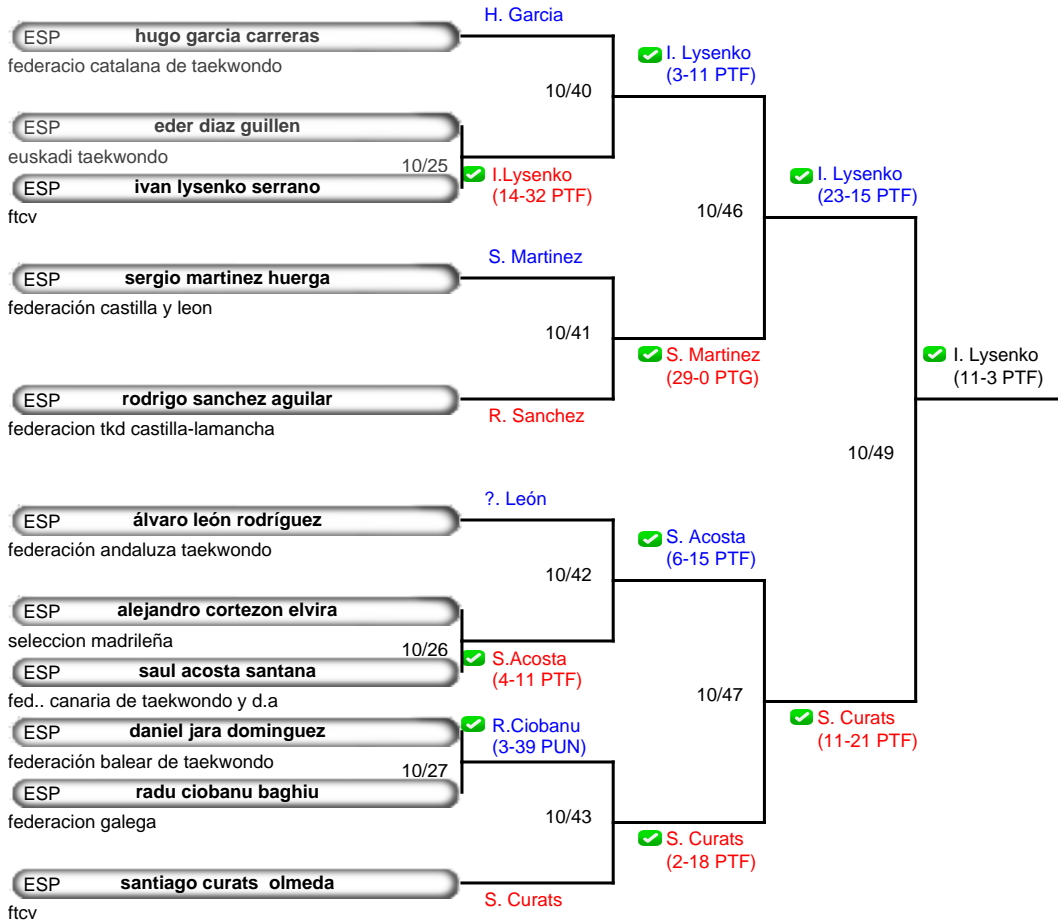 H. Garcia
ESP hugo garcia carreras
federacio catalana de taekwondo
I. Lysenko
(3-11 PTF)
10/40
ESP eder diaz guillen
euskadi taekwondo
10/25
I.Lysenko
(14-32 PTF)
ESP ivan lysenko serrano
ftcv
I. Lysenko
(23-15 PTF)
10/46
S. Martinez
ESP sergio martinez huerga
federación castilla y leon
10/41
S. Martinez
(29-0 PTG)
I. Lysenko
(11-3 PTF)
ESP rodrigo sanchez aguilar
R. Sanchez
federacion tkd castilla-lamancha
10/49
?. León
ESP álvaro león rodríguez
federación andaluza taekwondo
S. Acosta
(6-15 PTF)
10/42
ESP alejandro cortezon elvira
seleccion madrileña
10/26
S.Acosta
(4-11 PTF)
ESP saul acosta santana
fed.. canaria de taekwondo y d.a
10/47
S. Curats
(11-21 PTF)
ESP daniel jara dominguez
R.Ciobanu
(3-39 PUN)
federación balear de taekwondo
10/27
ESP radu ciobanu baghiu
federacion galega
10/43
S. Curats
(2-18 PTF)
ESP santiago curats olmeda
S. Curats
ftcv